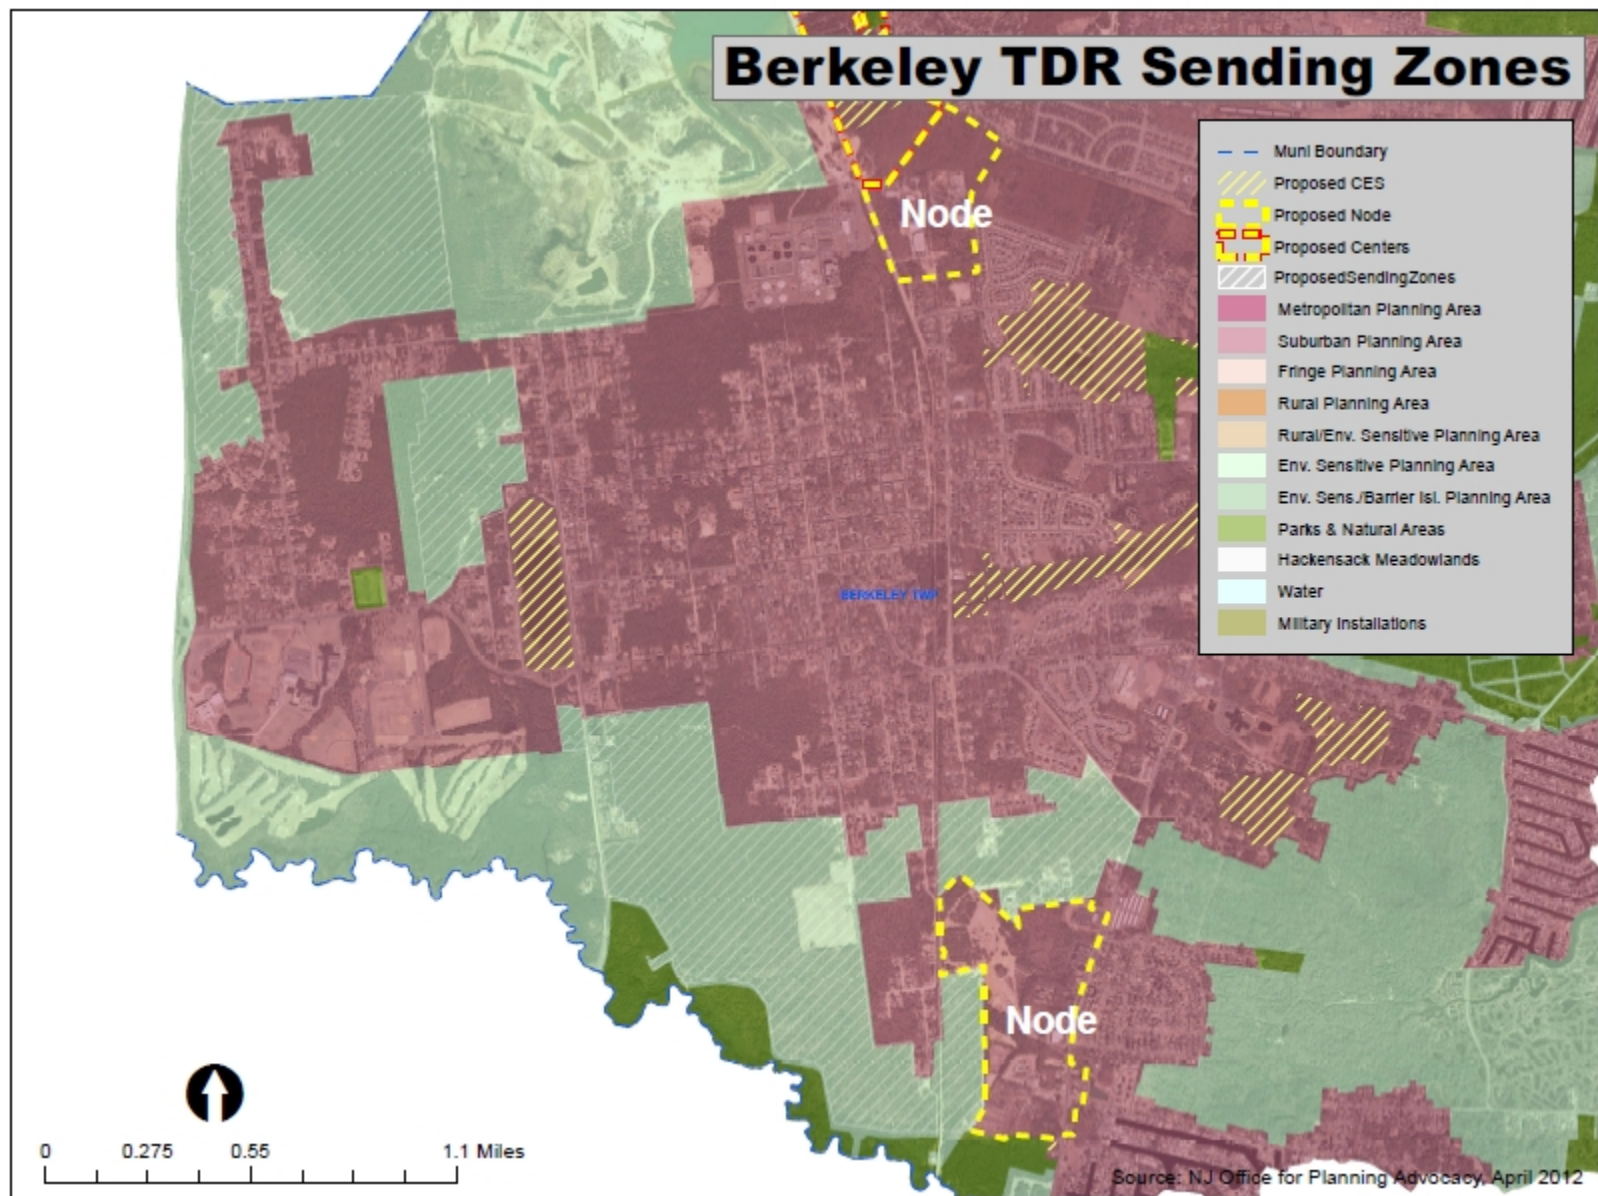 Berkeley TDR Sending Zones
Muni Boundary
Proposed CES
Proposed Node
Proposed Centers
ProposedSendingZones
Metropolitan Planning Area
Suburban Planning Area
Fringe Planning Area
Rural Planning Area
Rural/Env. Sensitive Planning Area
Env. Sensitive Planning Area
Env. Sens./Barrier Isl. Planning Area
Parks & Natural Areas
Hackensack Meadowlands
Water
Military Installations
Node
BERKELEY TWP
Node
0 0.275 0.55 1.1 Miles
Source: NJ Office for Planning Advocacy, April 2012